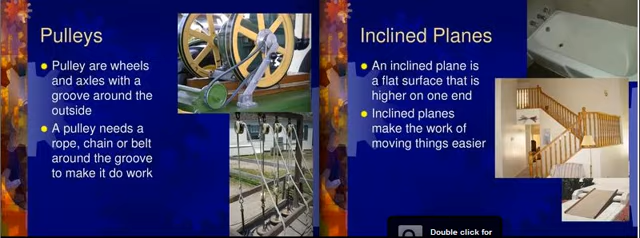 Pulleys
Pulley are wheels
and axles with a
groove around the
outside
A pulley needs a
rope, chain or belt
around the groove
to make it do work
Inclined Planes
An inclined plane is
a flat surface that is
higher on one end
Inclined planes
make the work of
moving things easier
Double click for